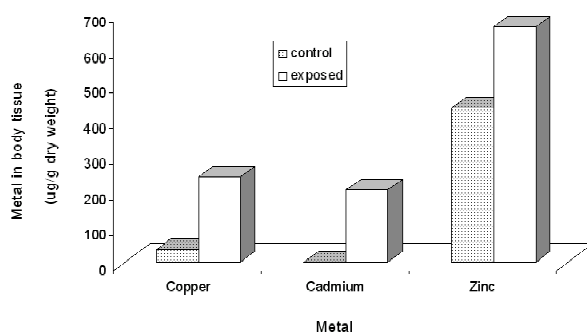 Metal in body tissue
(ug/g dry weight)
700
600
500
400
300
200
100
0
control
exposed
Copper
Cadmium
Zinc
Metal